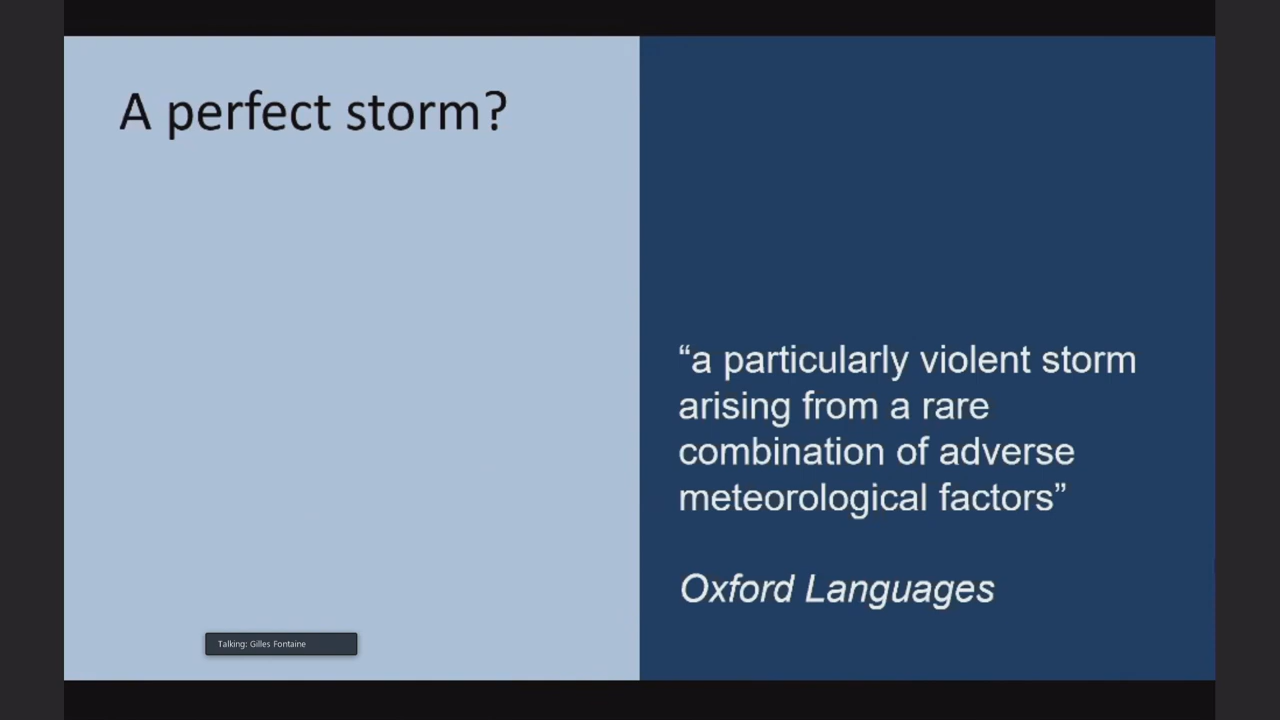 A perfect storm?
“a particularly violent storm
arising from a rare
combination of adverse
meteorological factors”
Oxford Languages
Talking: Gilles Fontaine